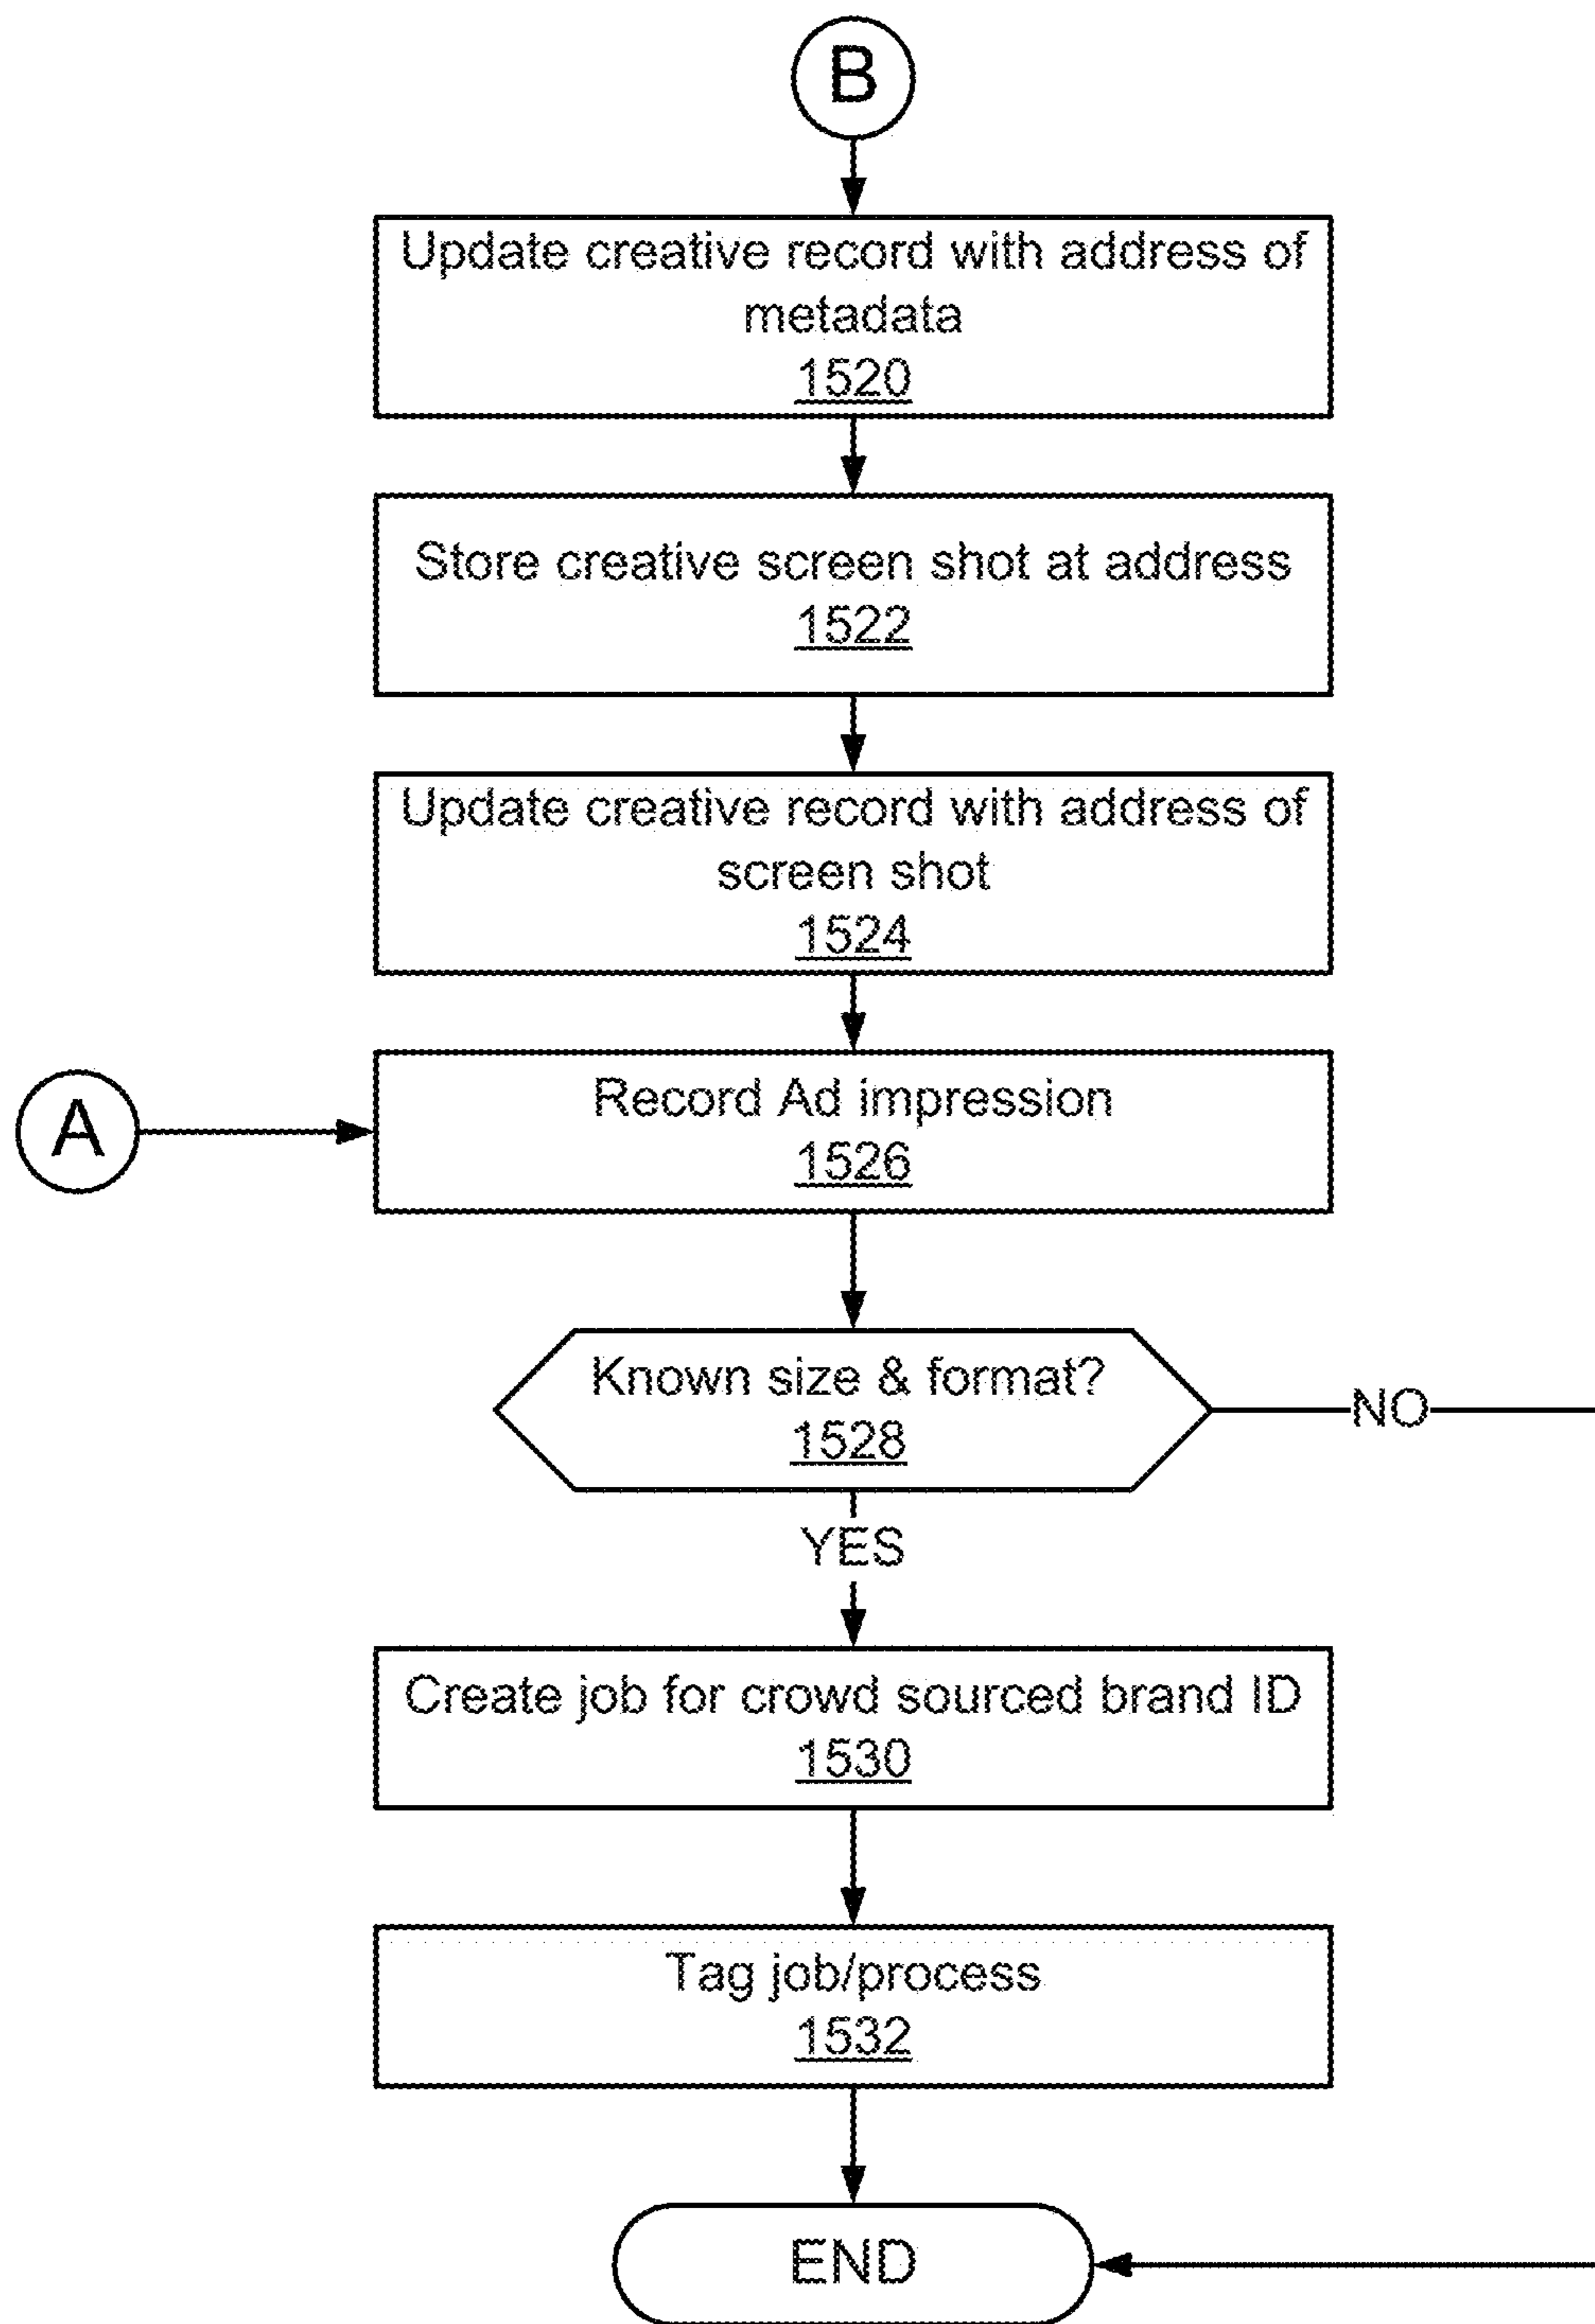 B
Update creative record with address of
metadata
1520
Store creative screen shot at address
1522
Update creative record with address of
screen shot
1524
A
Record Ad impression
1526
Known size & format?
1528
NO
YES
Create job for crowd sourced brand ID
1530
Tag job/process
1532
END